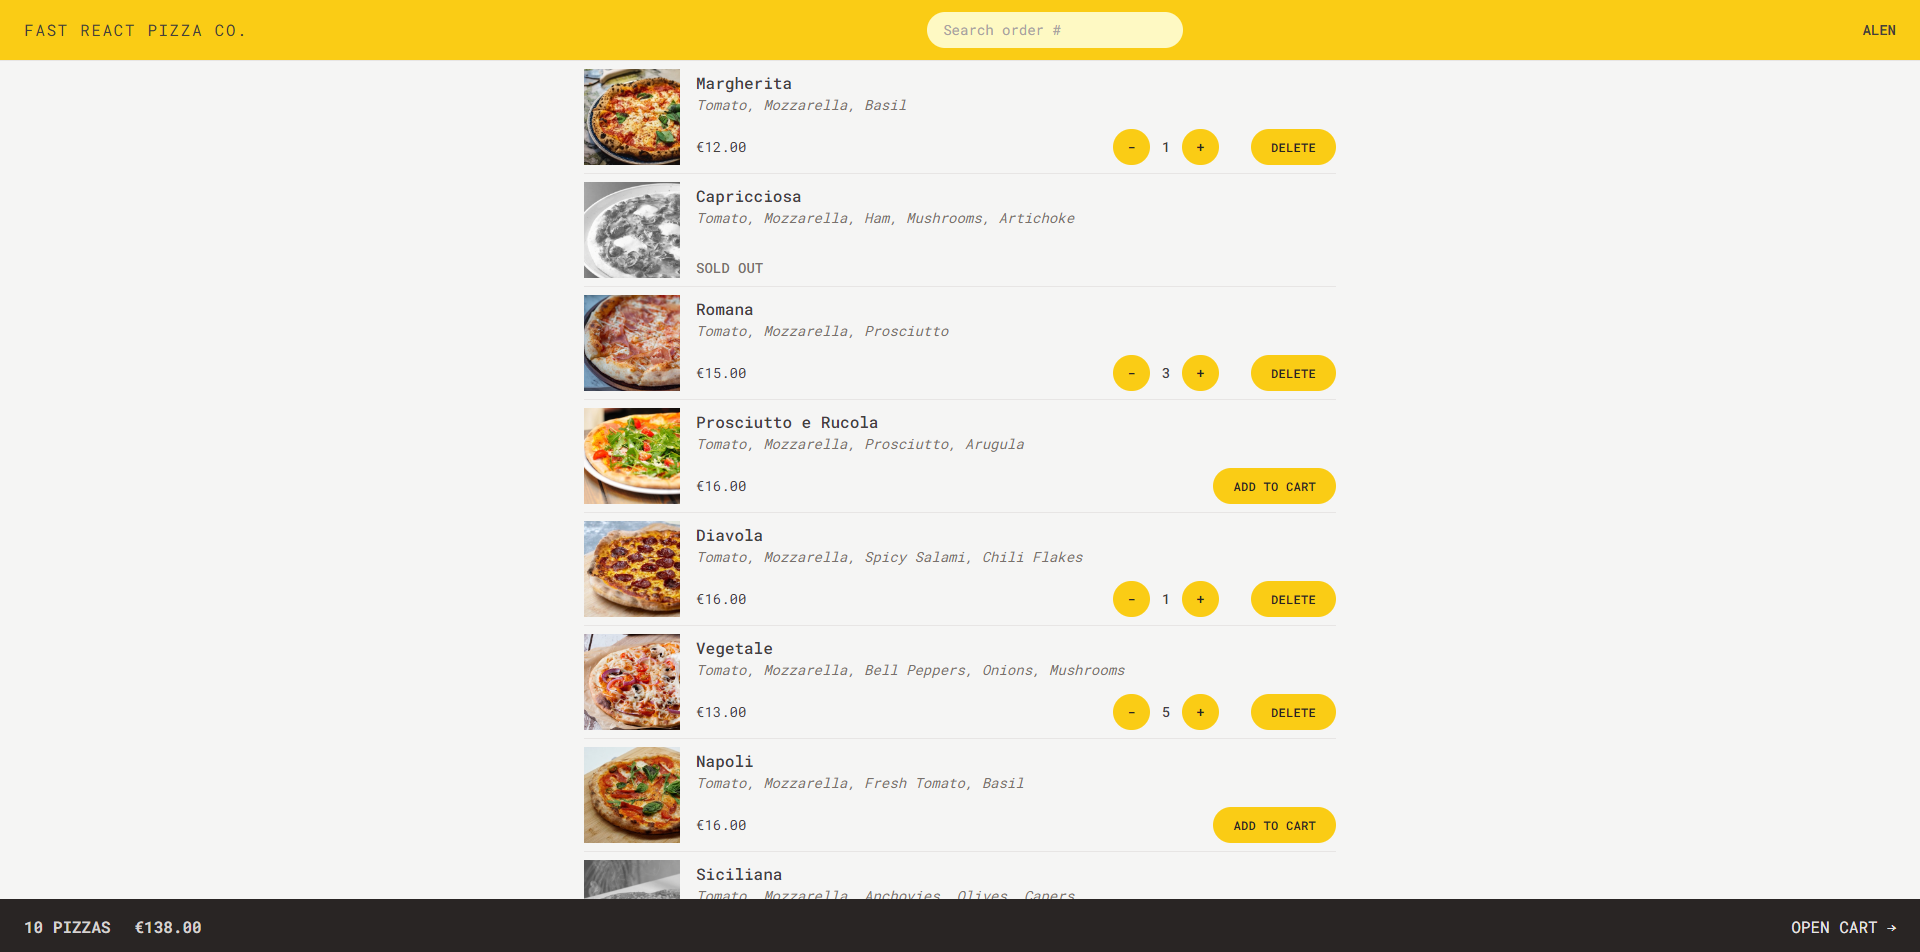 FAST REACT PIZZA CO.
Search order #
ALEN
Margherita
Tomato, Mozzarella, Basil
€12.00
- 1 + DELETE
Capricciosa
Tomato, Mozzarella, Ham, Mushrooms, Artichoke
SOLD OUT
Romana
Tomato, Mozzarella, Prosciutto
€15.00
- 3 + DELETE
Prosciutto e Rucola
Tomato, Mozzarella, Prosciutto, Arugula
€16.00
ADD TO CART
Diavola
Tomato, Mozzarella, Spicy Salami, Chili Flakes
€16.00
- 1 + DELETE
Vegetale
Tomato, Mozzarella, Bell Peppers, Onions, Mushrooms
€13.00
- 5 + DELETE
Napoli
Tomato, Mozzarella, Fresh Tomato, Basil
€16.00
ADD TO CART
Siciliana
Tomato, Mozzarella, Anchovies, Olives, Capers
10 PIZZAS €138.00
OPEN CART →